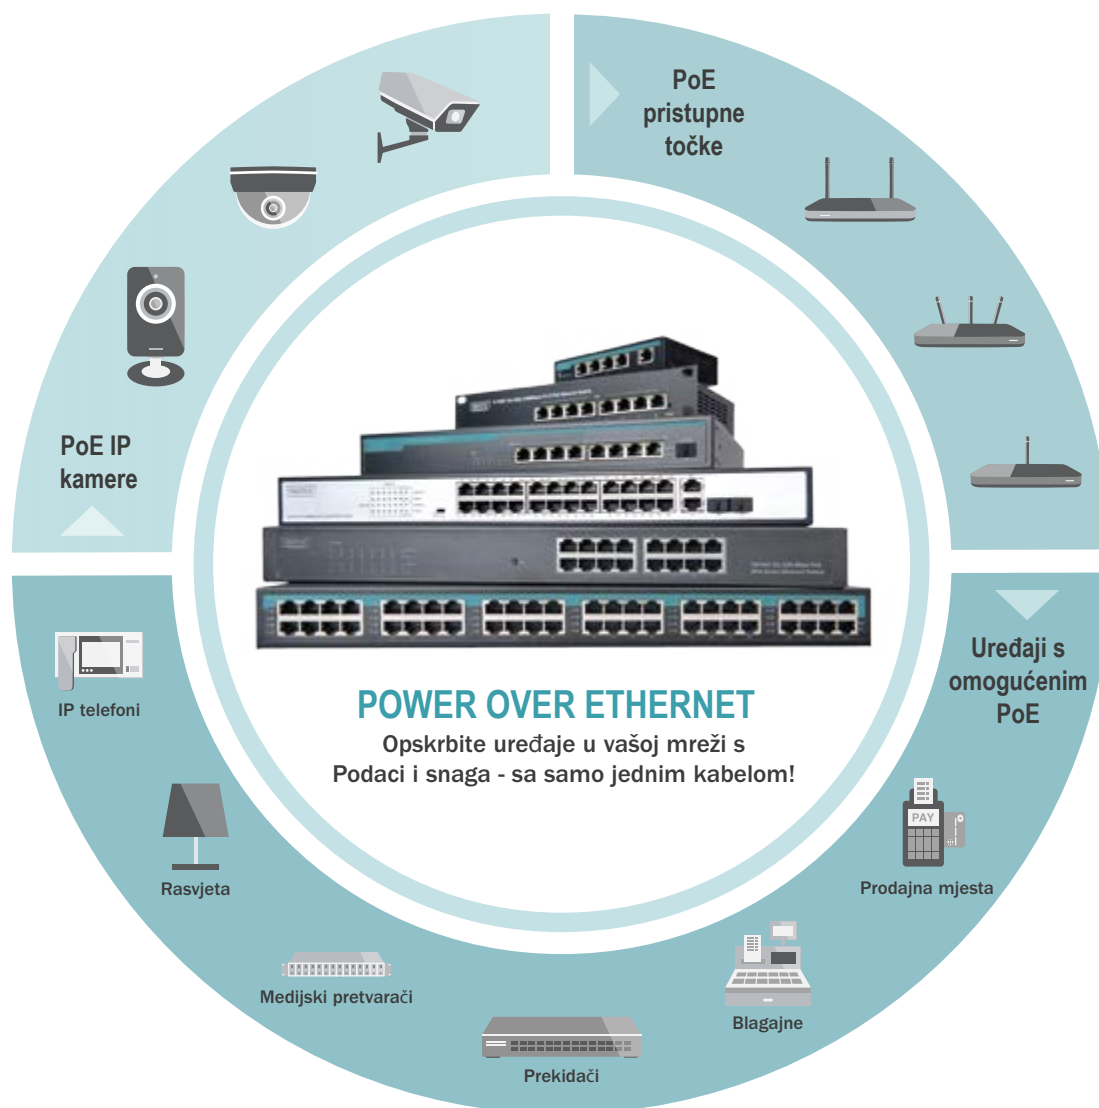 PoE
pristupne
točke
PoE IP
kamere
Uređaji s
omogućenim
PoE
POWER OVER ETHERNET
Opskrbite uređaje u vašoj mreži s
Podaci i snaga - sa samo jednim kabelom!
IP telefoni
Rasvjeta
PAY
Prodajna mjesta
Medijski pretvarači
Blagajne
Prekidači